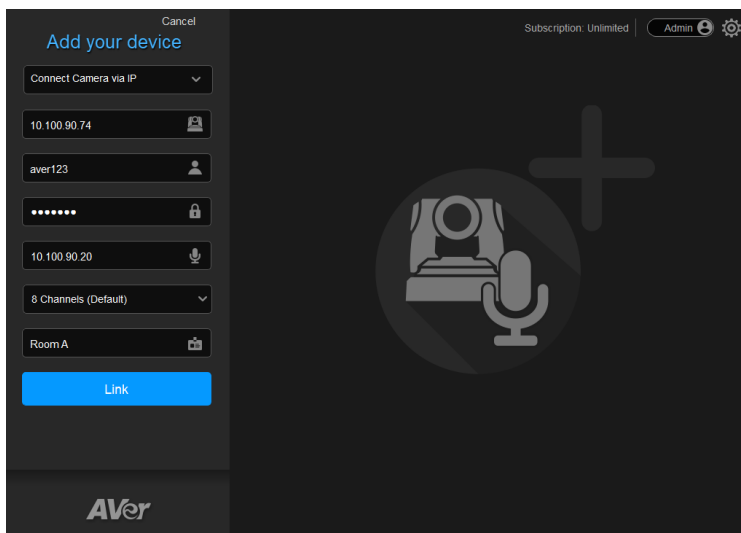 Cancel
Add your device
Connect Camera via IP
10.100.90.74
aver123
•••••••
10.100.90.20
8 Channels (Default)
Room A
Link
AVer
Subscription: Unlimited
Admin